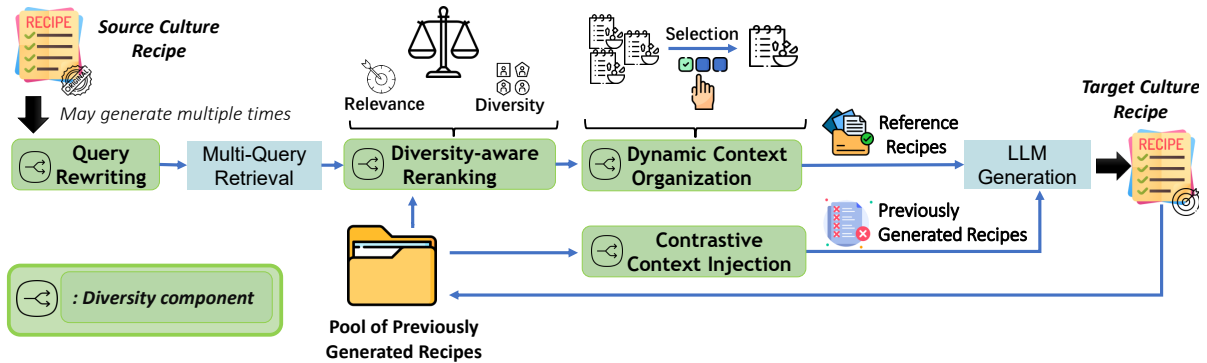 RECIPE
Source Culture
Recipe
ORIGINAL
May generate multiple times
Relevance
Diversity
Selection
Target Culture
Recipe
RECIPE
Query
Rewriting
Multi-Query
Retrieval
Diversity-aware
Reranking
Dynamic Context
Organization
Reference
Recipes
LLM
Generation
Previously
Generated Recipes
Contrastive
Context Injection
: Diversity component
Pool of Previously
Generated Recipes